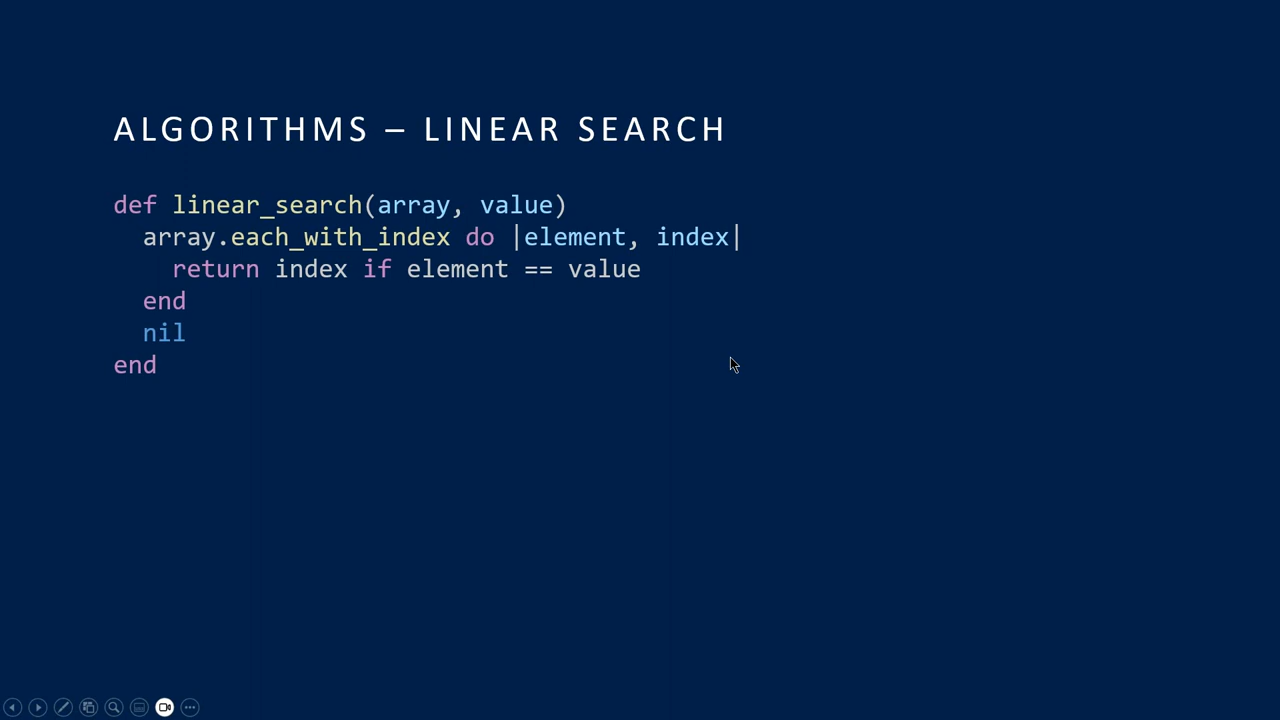 ALGORITHMS – LINEAR SEARCH
def linear_search(array, value)
  array.each_with_index do |element, index|
    return index if element == value
  end
  nil
end